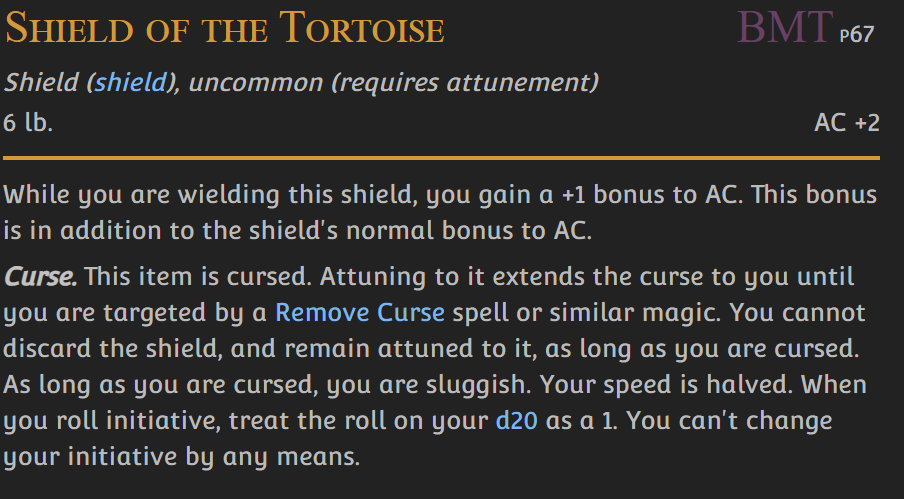 Shield of the Tortoise BMT P67
Shield (shield), uncommon (requires attunement)
6 lb. AC +2
While you are wielding this shield, you gain a +1 bonus to AC. This bonus
is in addition to the shield's normal bonus to AC.
Curse. This item is cursed. Attuning to it extends the curse to you until
you are targeted by a Remove Curse spell or similar magic. You cannot
discard the shield, and remain attuned to it, as long as you are cursed.
As long as you are cursed, you are sluggish. Your speed is halved. When
you roll initiative, treat the roll on your d20 as a 1. You can't change
your initiative by any means.